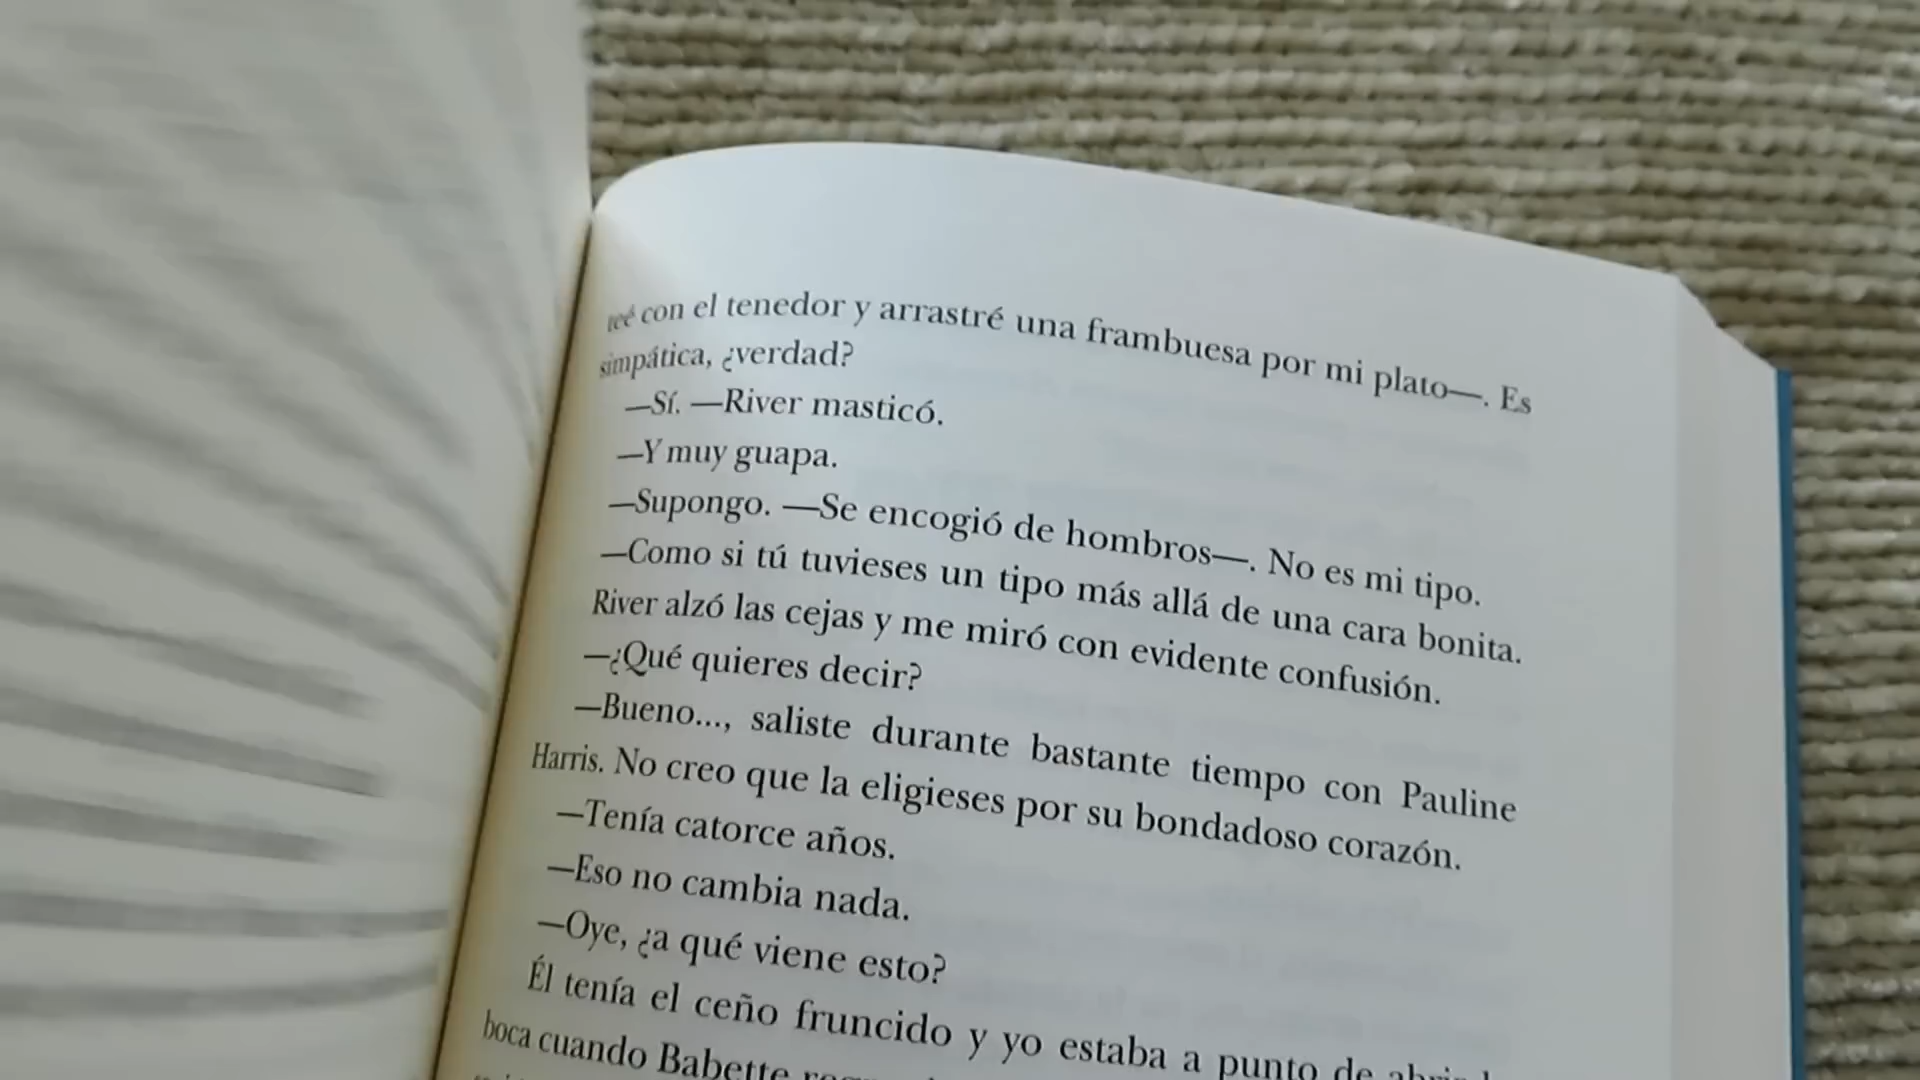 teé con el tenedor y arrastré una frambuesa por mi plato—. Es
simpática, ¿verdad?
—Sí. —River masticó.
—Y muy guapa.
—Supongo. —Se encogió de hombros—. No es mi tipo.
—Como si tú tuvieses un tipo más allá de una cara bonita.
River alzó las cejas y me miró con evidente confusión.
—¿Qué quieres decir?
—Bueno..., saliste durante bastante tiempo con Pauline
Harris. No creo que la eligieses por su bondadoso corazón.
—Tenía catorce años.
—Eso no cambia nada.
—Oye, ¿a qué viene esto?
Él tenía el ceño fruncido y yo estaba a punto de
boca cuando Babette